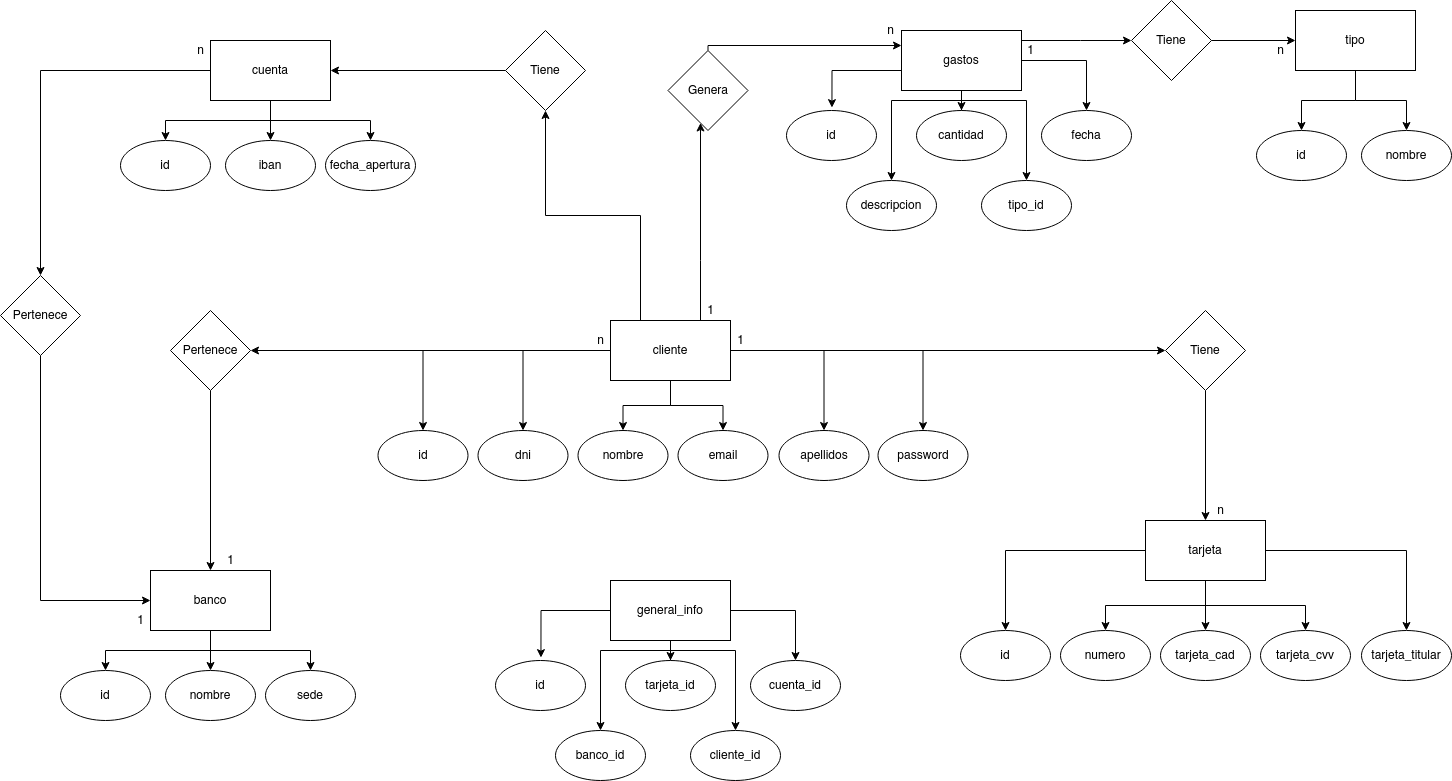 n
cuenta
Tiene
id
iban
fecha_apertura
n
Genera
gastos
1
Tiene
n
tipo
id
cantidad
fecha
descripcion
tipo_id
id
nombre
Pertenece
Pertenece
n
cliente
1
1
Tiene
id
dni
nombre
email
apellidos
password
1
banco
1
id
nombre
sede
general_info
id
tarjeta_id
cuenta_id
banco_id
cliente_id
n
tarjeta
id
numero
tarjeta_cad
tarjeta_cvv
tarjeta_titular